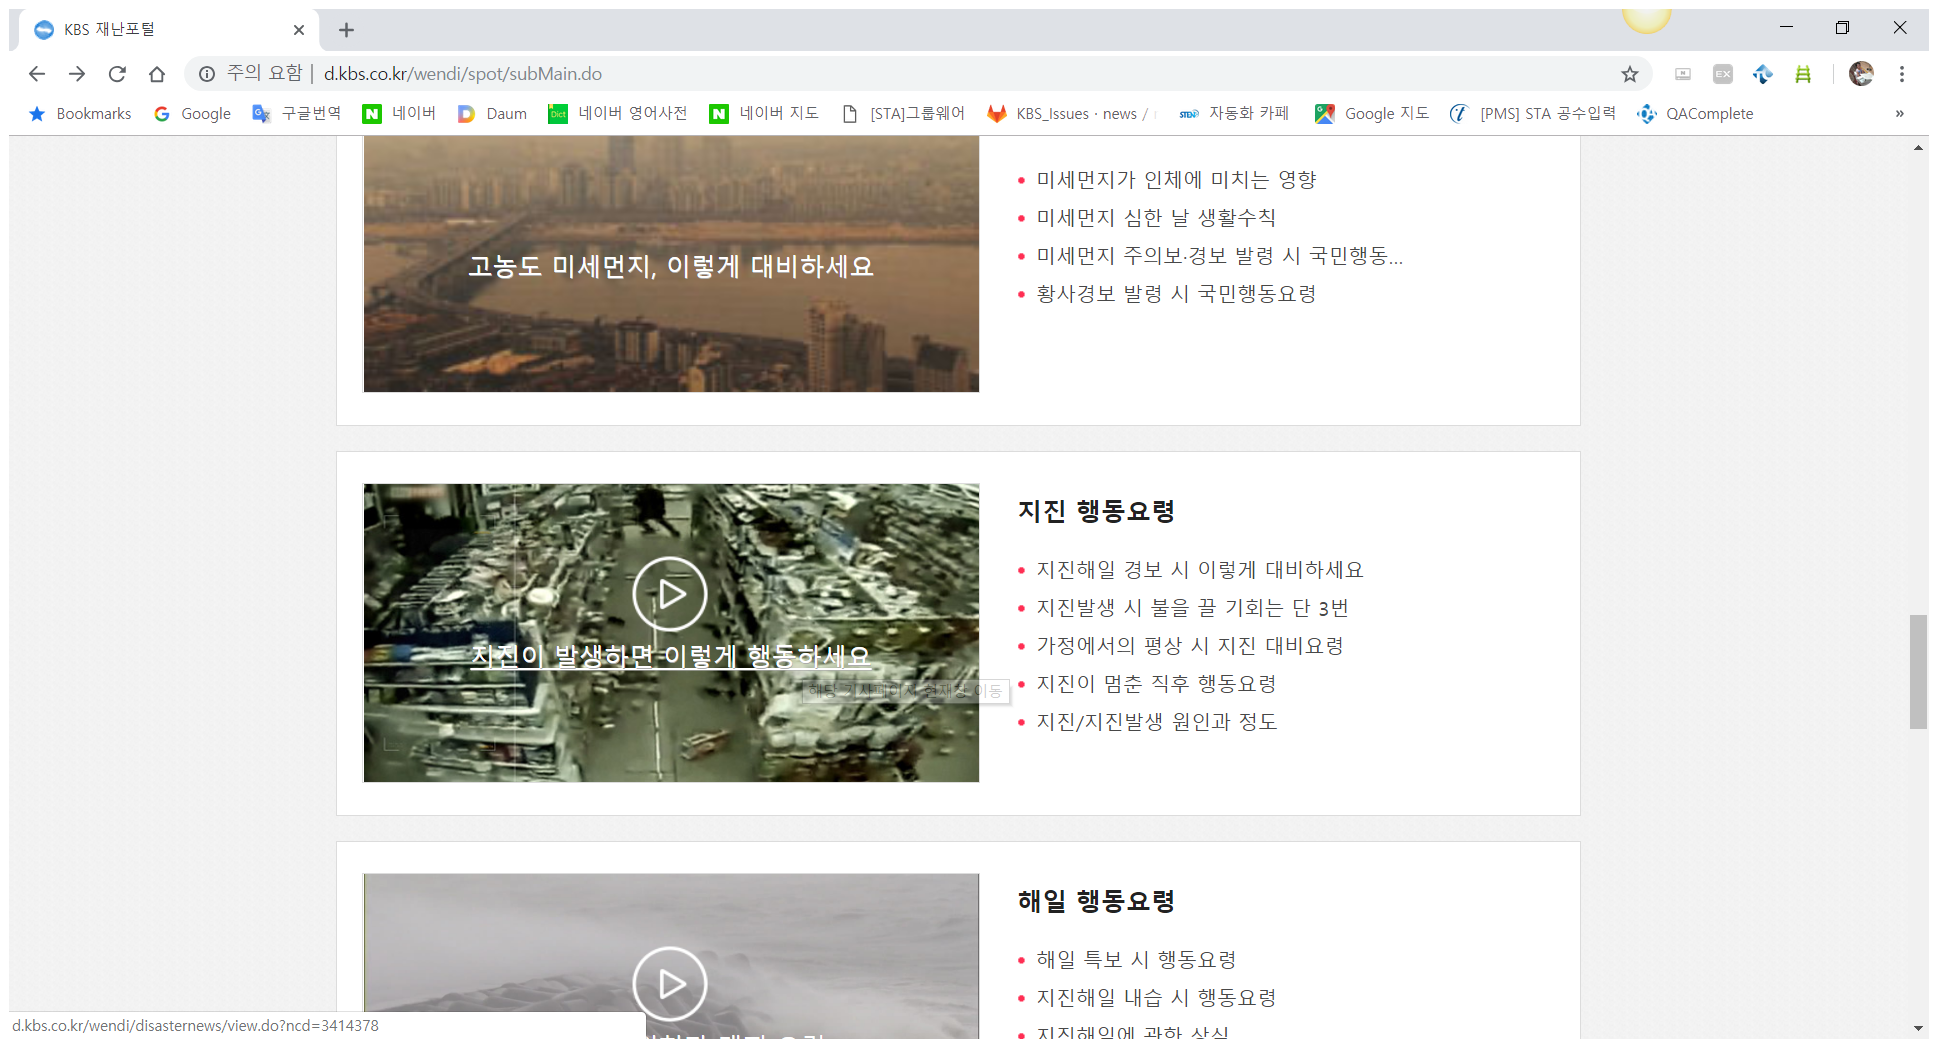 KBS 재난포털
주의 요함 | d.kbs.co.kr/wendi/spot/subMain.do
EX
Bookmarks Google 구글번역 네이버 Daum 네이버 영어사전 네이버 지도 [STA]그룹웨어 KBS_Issues · news / 자동화 카페 Google 지도 [PMS] STA 공수입력 QAComplete »
고농도 미세먼지, 이렇게 대비하세요
미세먼지가 인체에 미치는 영향
미세먼지 심한 날 생활수칙
미세먼지 주의보·경보 발령 시 국민행동...
황사경보 발령 시 국민행동요령
지진이 발생하면 이렇게 행동하세요
해당 기사페이지 현재창 이동
지진 행동요령
지진해일 경보 시 이렇게 대비하세요
지진발생 시 불을 끌 기회는 단 3번
가정에서의 평상 시 지진 대비요령
지진이 멈춘 직후 행동요령
지진/지진발생 원인과 정도
해일 행동요령
해일 특보 시 행동요령
지진해일 내습 시 행동요령
지진해일에 관한 상식
d.kbs.co.kr/wendi/disasternews/view.do?ncd=3414378